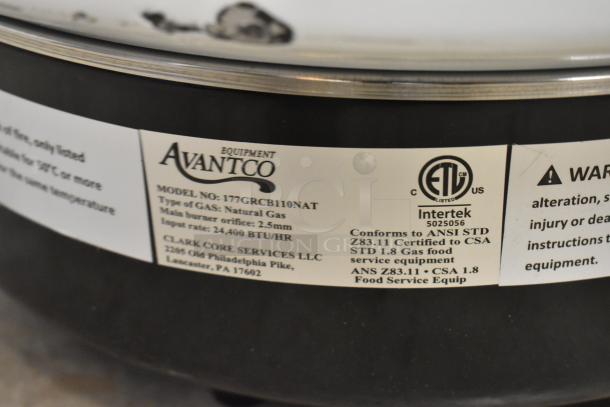 of fire, only listed
for 50°C or more
the same temperature
EQUIPMENT
AVANTCO
MODEL NO: 177GRCB110NAT
Type of GAS: Natural Gas
Main burner orifice: 2.5mm
Input rate: 24,400 BTU/HR
CLARK CORE SERVICES LLC
2205 Old Philadelphia Pike,
Lancaster, PA 17602
C ETL CM US
LISTED
Intertek
5025056
Conforms to ANSI STD
Z83.11 Certified to CSA
STD 1.8 Gas food
service equipment
ANS Z83.11 • CSA 1.8
Food Service Equip
WAR
alteration, s
injury or dea
instructions t
equipment.